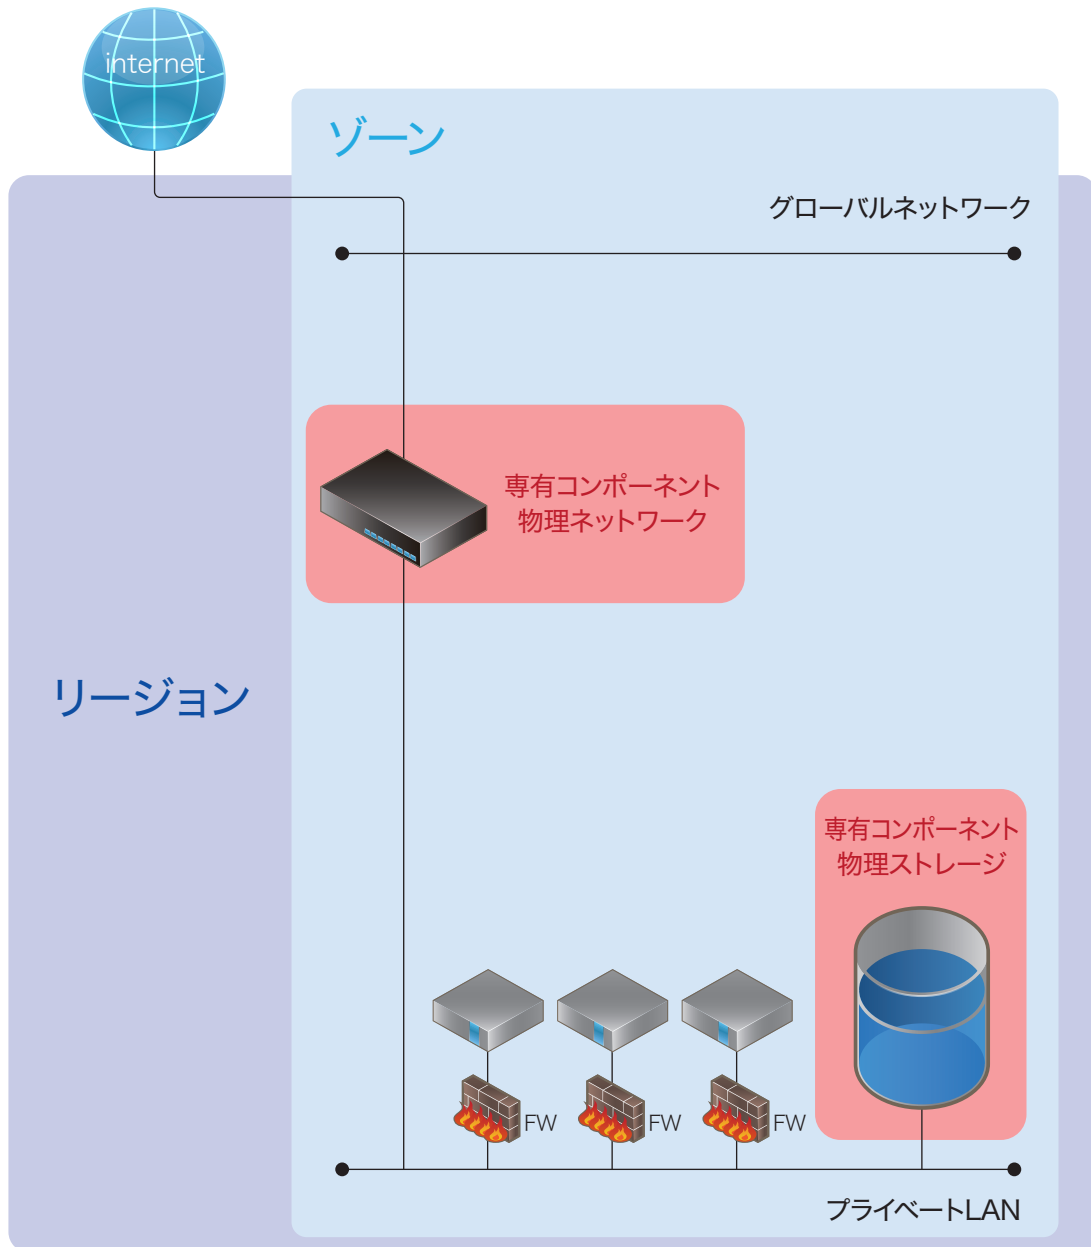 internet
ゾーン
グローバルネットワーク
専有コンポーネント
物理ネットワーク
リージョン
専有コンポーネント
物理ストレージ
FW
FW
FW
プライベートLAN